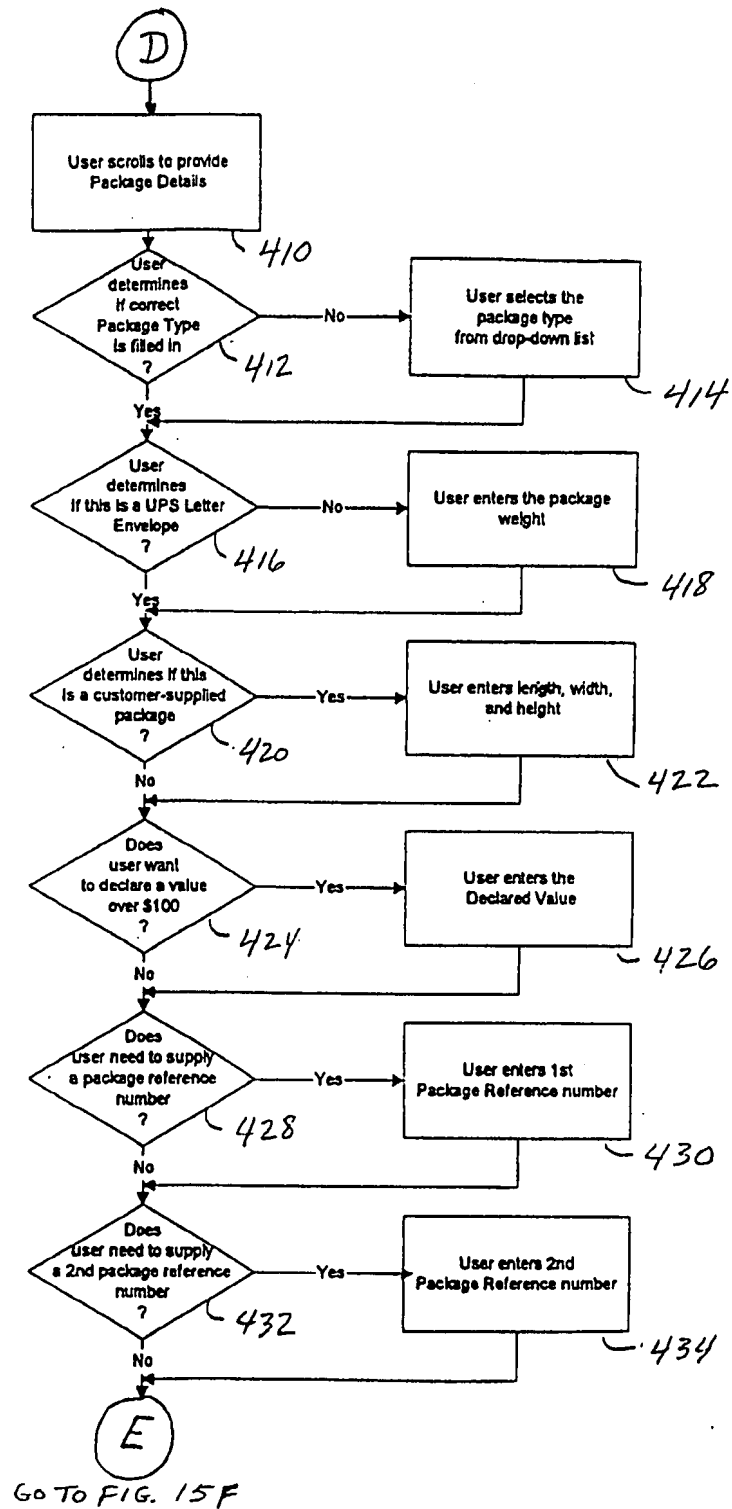 D
User scrolls to provide
Package Details
410
User
determines
if correct
Package Type
is filled in
?
412
No
User selects the
package type
from drop-down list
414
Yes
User
determines
if this is a UPS Letter
Envelope
?
416
No
User enters the package
weight
418
Yes
User
determines if this
is a customer-supplied
package
?
420
Yes
User enters length, width,
and height
422
No
Does
user want
to declare a value
over $100
?
424
Yes
User enters the
Declared Value
426
No
Does
user need to supply
a package reference
number
?
428
Yes
User enters 1st
Package Reference number
430
No
Does
user need to supply
a 2nd package reference
number
?
432
Yes
User enters 2nd
Package Reference number
434
No
E
GO TO FIG. 15F